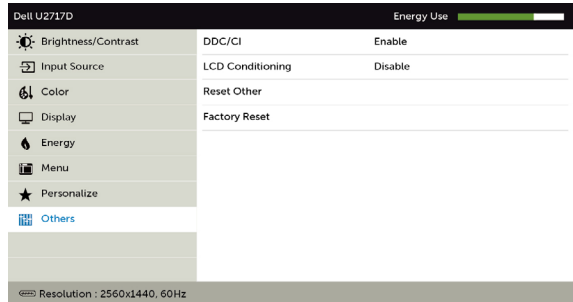 Dell U2717D Energy Use
Brightness/Contrast DDC/CI Enable
Input Source LCD Conditioning Disable
Color Reset Other
Display Factory Reset
Energy
Menu
Personalize
Others
Resolution : 2560x1440, 60Hz